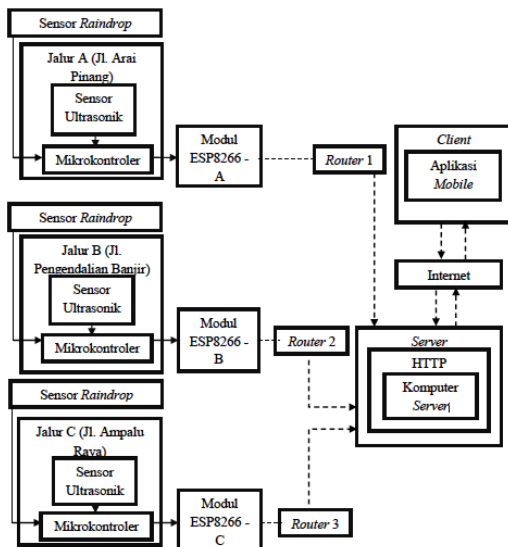 Sensor Raindrop
Jalur A (Jl. Arai
Pinang)
Sensor
Ultrasonik
Mikrokontroler
Modul
ESP8266 -
A
Router 1
Client
Aplikasi
Mobile
Internet
Sensor Raindrop
Jalur B (Jl.
Pengendalian Banjir)
Sensor
Ultrasonik
Mikrokontroler
Modul
ESP8266 -
B
Router 2
Server
HTTP
Komputer
Server
Sensor Raindrop
Jalur C (Jl. Ampalu
Raya)
Sensor
Ultrasonik
Mikrokontroler
Modul
ESP8266 -
C
Router 3